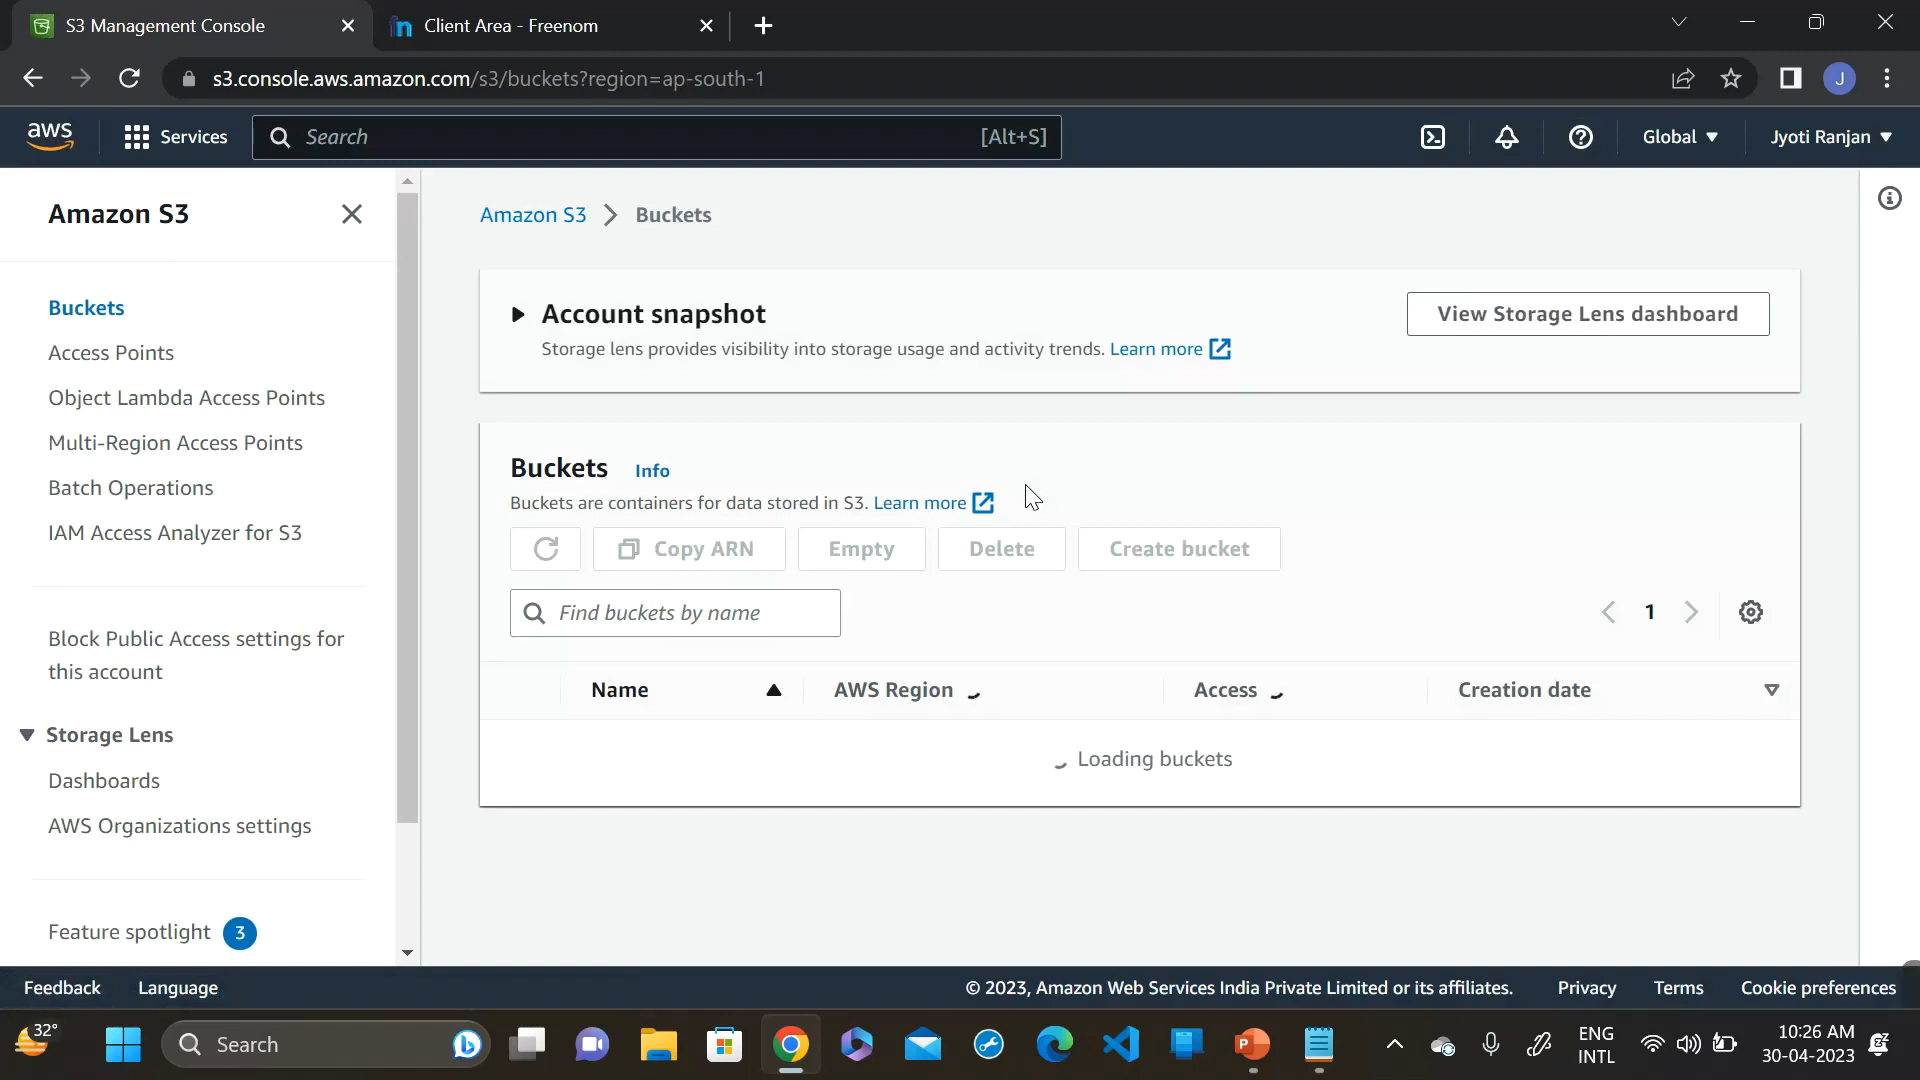 S3 Management Console
Client Area - Freenom
s3.console.aws.amazon.com/s3/buckets?region=ap-south-1
J
aws
Services
Search
[Alt+S]
Global
Jyoti Ranjan
Amazon S3
Buckets
Access Points
Object Lambda Access Points
Multi-Region Access Points
Batch Operations
IAM Access Analyzer for S3
Block Public Access settings for
this account
Storage Lens
Dashboards
AWS Organizations settings
Feature spotlight 3
Amazon S3 > Buckets
Account snapshot
Storage lens provides visibility into storage usage and activity trends. Learn more
View Storage Lens dashboard
Buckets Info
Buckets are containers for data stored in S3. Learn more
Copy ARN
Empty
Delete
Create bucket
Find buckets by name
1
Name
AWS Region
Access
Creation date
Loading buckets
Feedback
Language
© 2023, Amazon Web Services India Private Limited or its affiliates.
Privacy
Terms
Cookie preferences
32°
Search
ENG
INTL
10:26 AM
30-04-2023